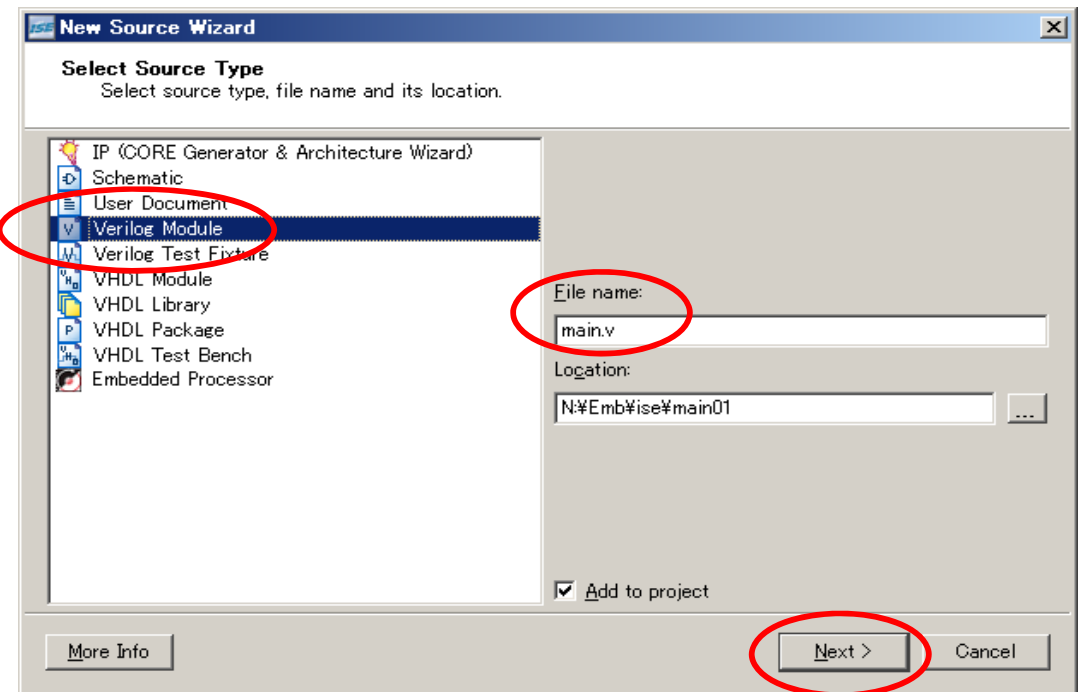 ISE New Source Wizard
Select Source Type
Select source type, file name and its location.
IP (CORE Generator & Architecture Wizard)
Schematic
User Document
Verilog Module
Verilog Test Fixture
VHDL Module
VHDL Library
VHDL Package
VHDL Test Bench
Embedded Processor
File name:
main.v
Location:
N:¥Emb¥ise¥main01
...
Add to project
More Info
Next >
Cancel